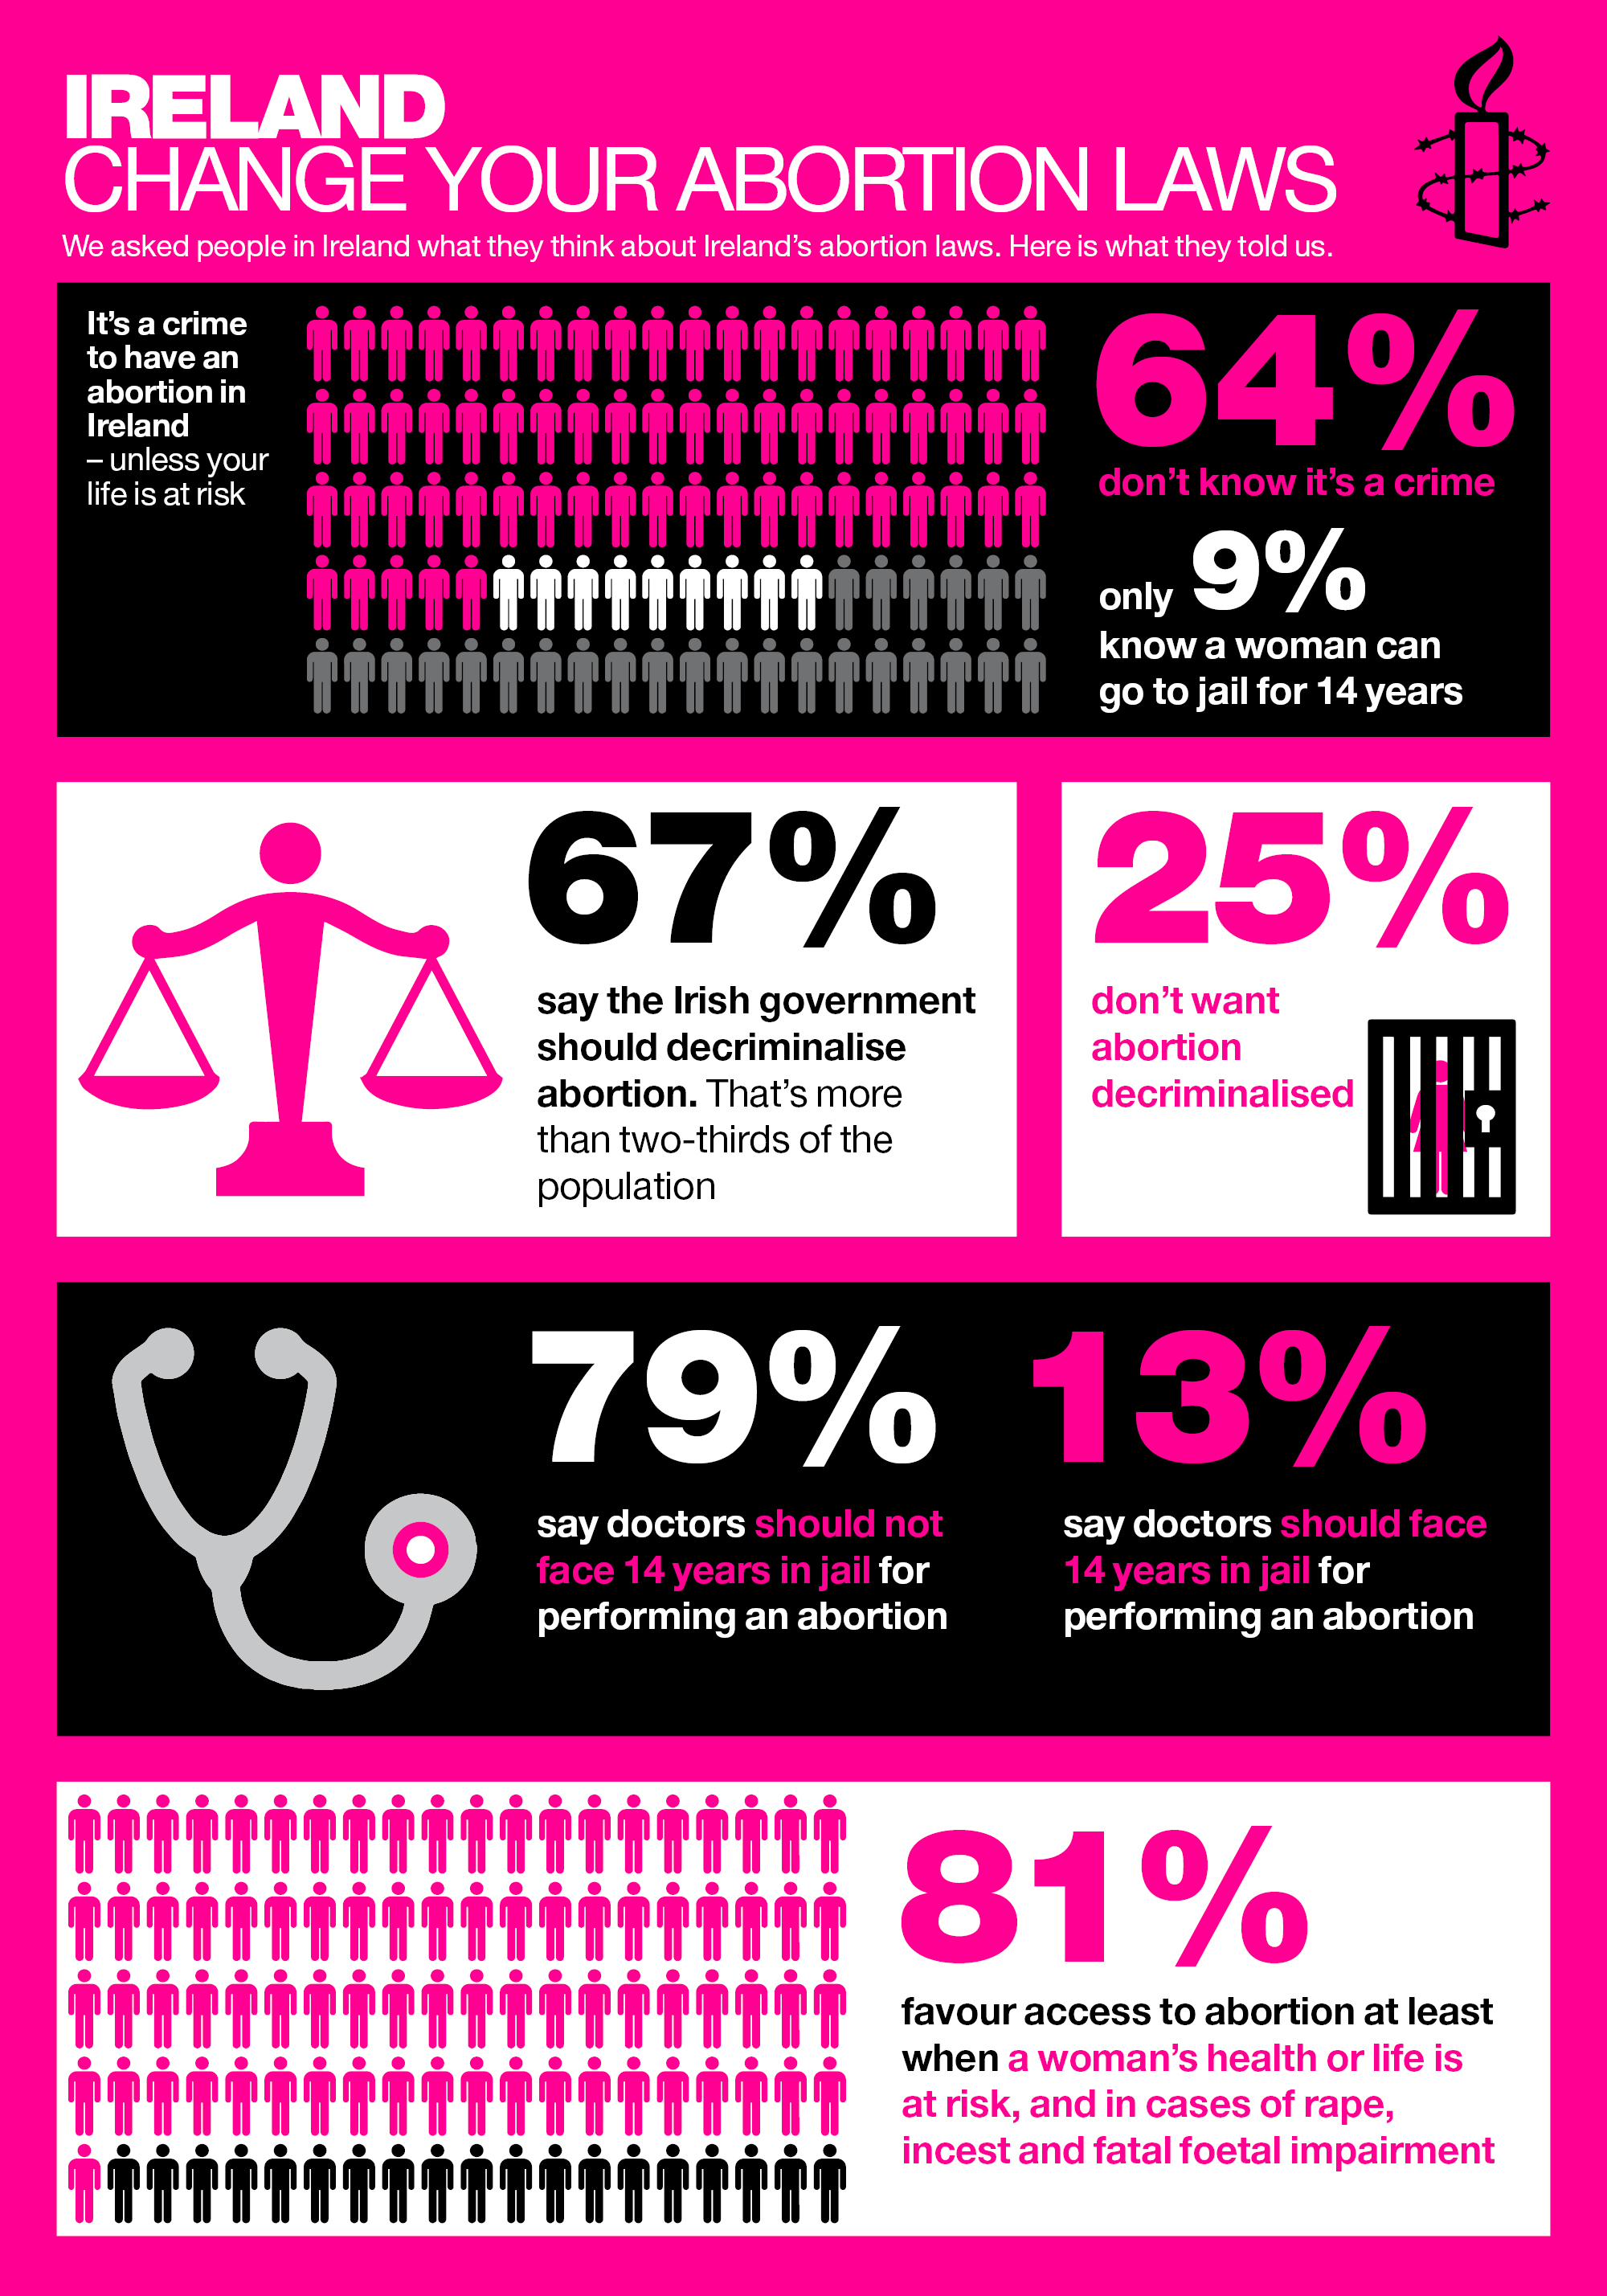 IRELAND
CHANGE YOUR ABORTION LAWS
We asked people in Ireland what they think about Ireland’s abortion laws. Here is what they told us.
It’s a crime
to have an
abortion in
Ireland
– unless your
life is at risk
64%
don’t know it’s a crime
only 9%
know a woman can
go to jail for 14 years
67%
say the Irish government
should decriminalise
abortion. That’s more
than two-thirds of the
population
25%
don’t want
abortion
decriminalised
79%
say doctors should not
face 14 years in jail for
performing an abortion
13%
say doctors should face
14 years in jail for
performing an abortion
81%
favour access to abortion at least
when a woman’s health or life is
at risk, and in cases of rape,
incest and fatal foetal impairment